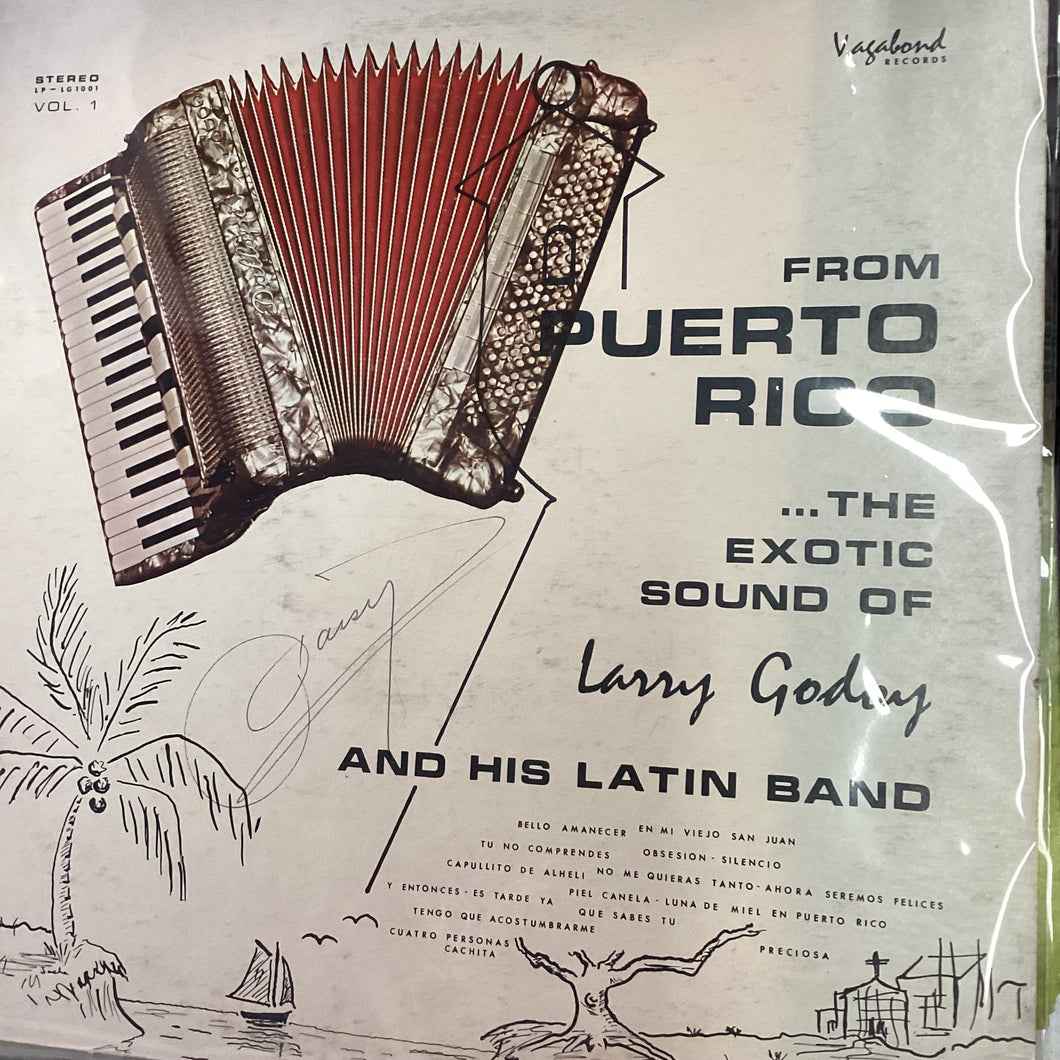 STEREO
LP-LG1001
VOL. 1
Vagabond
RECORDS
FROM
PUERTO
RICO
...THE
EXOTIC
SOUND OF
Larry Godoy
AND HIS LATIN BAND
Daisy
BELLO AMANECER EN MI VIEJO SAN JUAN
TU NO COMPRENDES OBSESION - SILENCIO
CAPULLITO DE ALHELI NO ME QUIERAS TANTO - AHORA SEREMOS FELICES
Y ENTONCES - ES TARDE YA PIEL CANELA - LUNA DE MIEL EN PUERTO RICO
TENGO QUE ACOSTUMBRARME QUE SABES TU
CUATRO PERSONAS
CACHITA
PRECIOSA